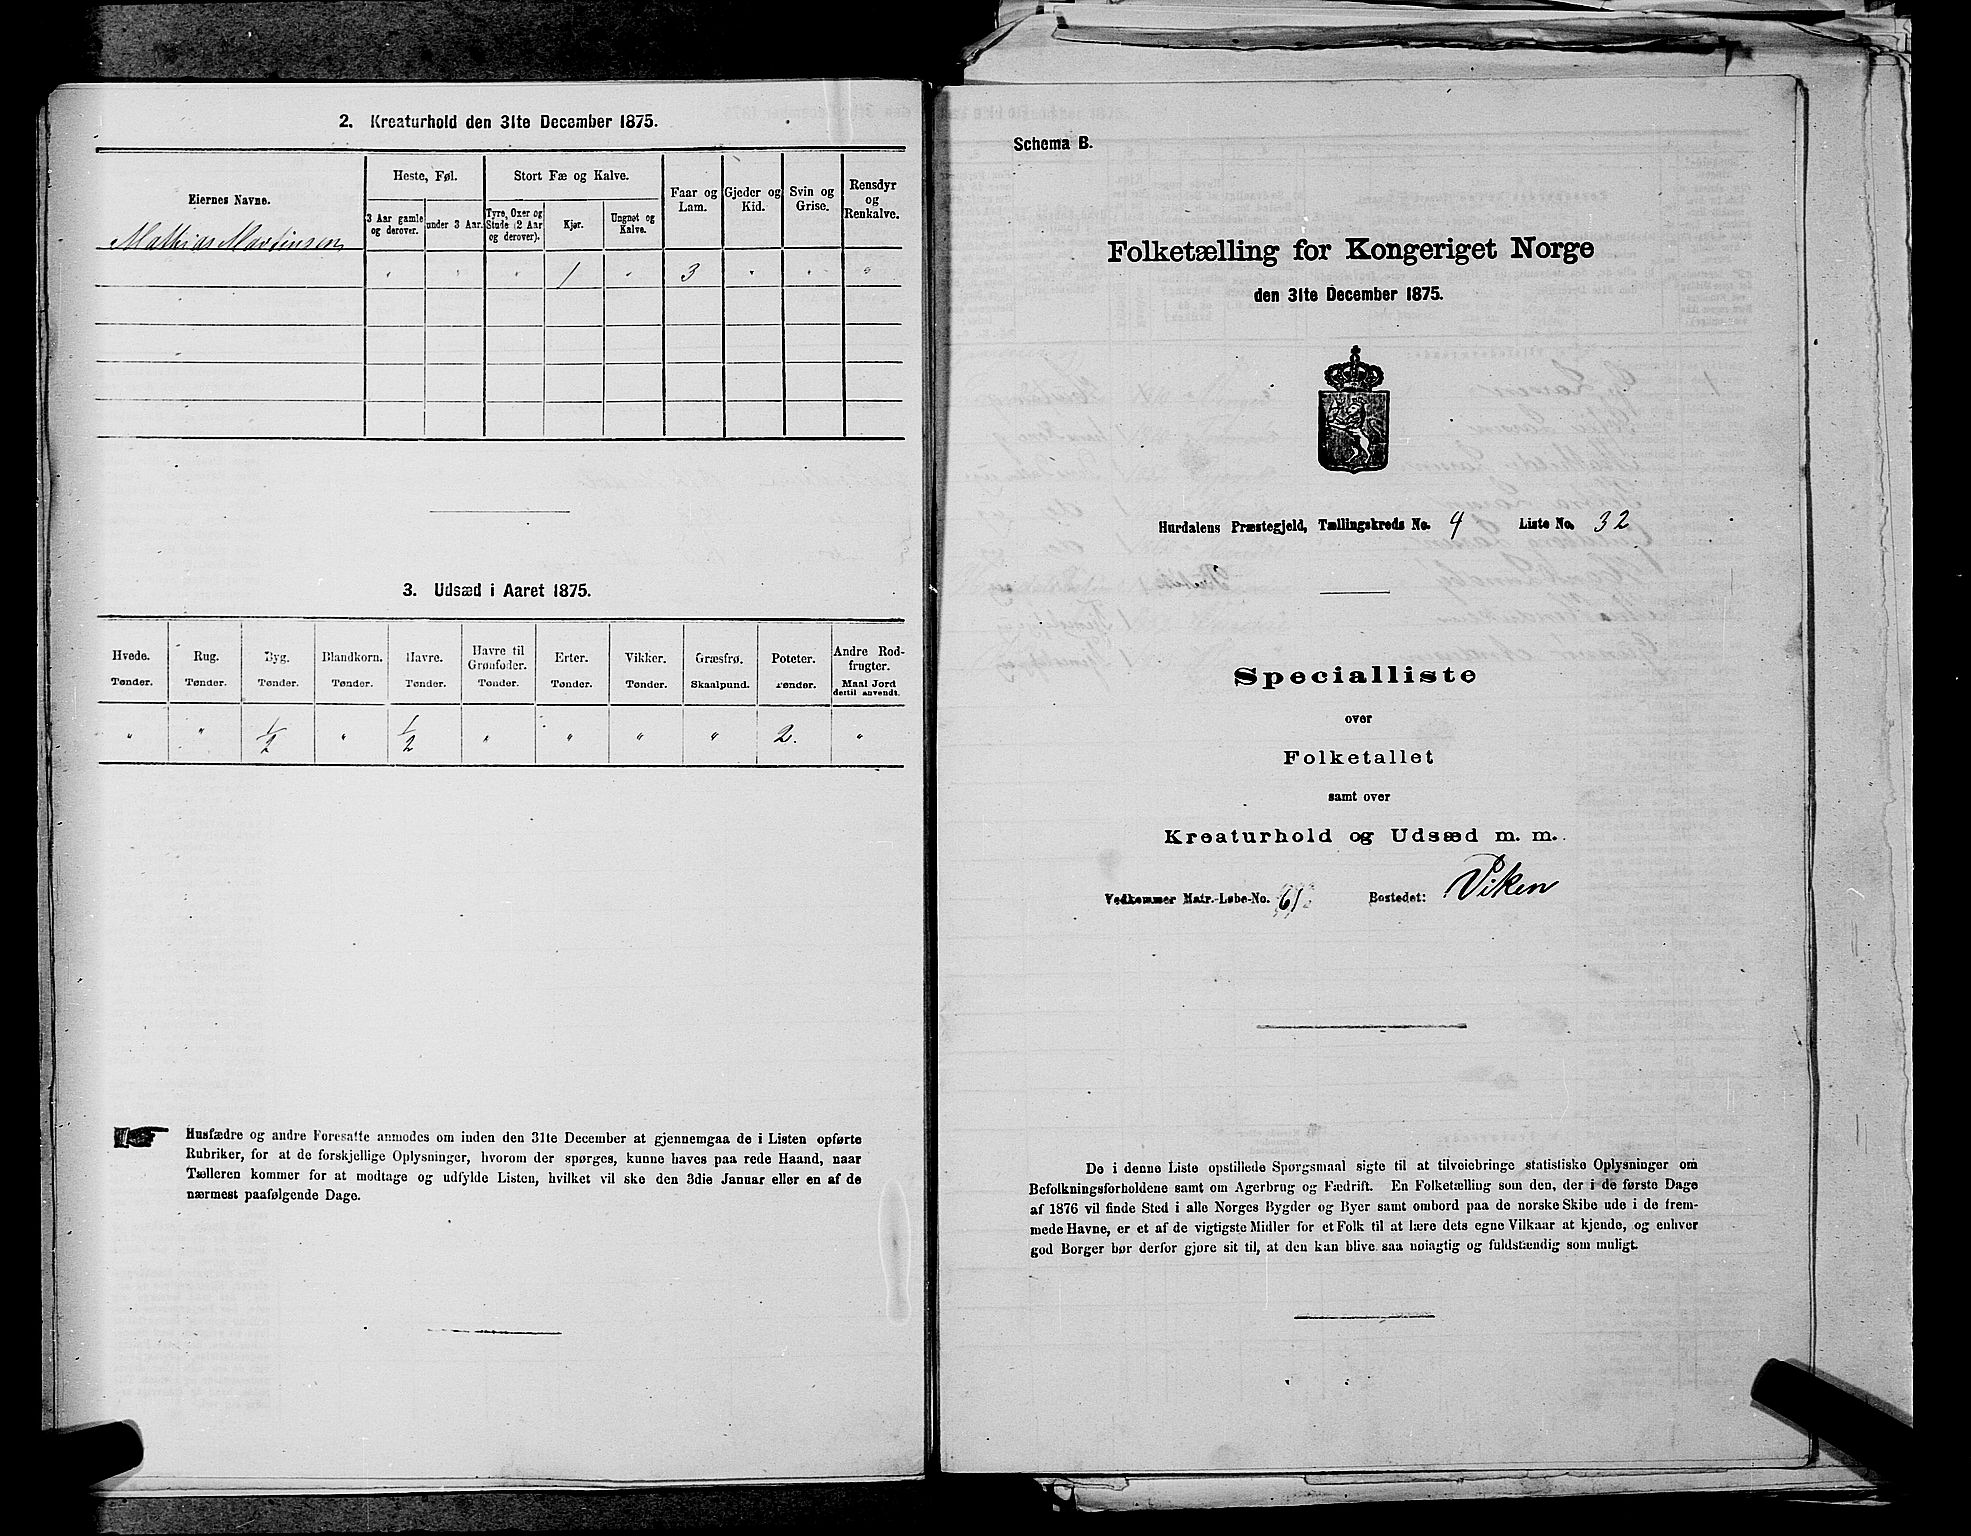 2. Kreaturhold den 31te December 1875.
Eiernes Navne.
Heste, Føl.
Stort Fæ og Kalve.
Faar og Lam.
Gjeder og Kid.
Svin og Grise.
Rensdyr og Renkalve.
3 Aar gamle og derover.
under 3 Aar.
Tyre, Oxer og Stude (2 Aar og derover).
Kjør.
Ungnøt og Kalve.
Mathias Martinsen
" " " 1 " 3 " " "
3. Udsæd i Aaret 1875.
Hvede. Rug. Byg. Blandkorn. Havre. Havre til Grønfoder. Erter. Vikker. Græsfrø. Poteter. Andre Rodfrugter.
Tønder. Tønder. Tønder. Tønder. Tønder. Tønder. Tønder. Tønder. Skaalpund. Tønder. Maal Jord dertil anvendt.
" " 1/2 " 1/2 " " " " 2. "
Husfædre og andre Foresatte anmodes om inden den 31te December at gjennemgaa de i Listen opførte
Rubriker, for at de forskjellige Oplysninger, hvorom der spørges, kunne haves paa rede Haand, naar
Tælleren kommer for at modtage og udfylde Listen, hvilket vil ske den 3die Januar eller en af de
nærmest paafølgende Dage.
Schema B.
Folketælling for Kongeriget Norge
den 31te December 1875.
Hurdalens Præstegjeld, Tællingskreds No. 4 Liste No. 32
Specialliste
over
Folketallet
samt over
Kreaturhold og Udsæd m. m.
Vedkommer Matr.-Løbe-No. 61 Bostedet: Viken
De i denne Liste opstillede Spørgsmaal sigte til at tilveiebringe statistiske Oplysninger om
Befolkningsforholdene samt om Agerbrug og Fædrift. En Folketælling som den, der i de første Dage
af 1876 vil finde Sted i alle Norges Bygder og Byer samt ombord paa de norske Skibe ude i de frem-
mede Havne, er et af de vigtigste Midler for et Folk til at lære dets egne Vilkaar at kjende, og enhver
god Borger bør derfor gjøre sit til, at den kan blive saa nøiagtig og fuldstændig som muligt.